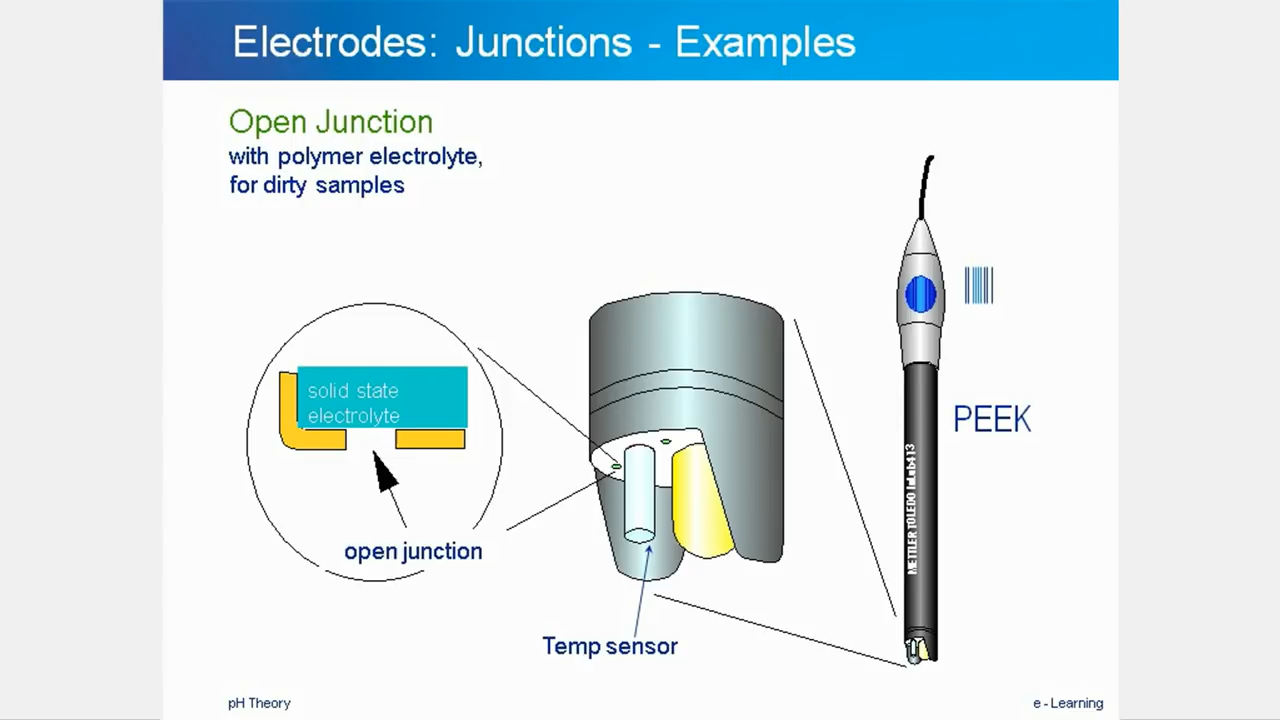 Electrodes: Junctions - Examples
Open Junction
with polymer electrolyte,
for dirty samples
solid state
electrolyte
open junction
Temp sensor
PEEK
METTLER TOLEDO InLab413
pH Theory
e - Learning